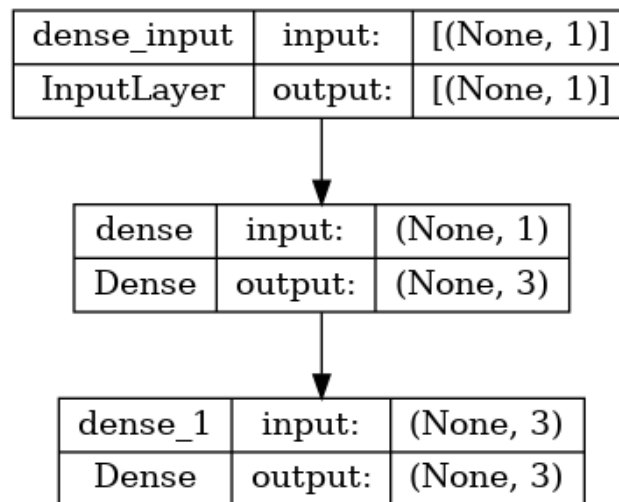 dense_input input: [(None, 1)]
InputLayer output: [(None, 1)]
dense input: (None, 1)
Dense output: (None, 3)
dense_1 input: (None, 3)
Dense output: (None, 3)